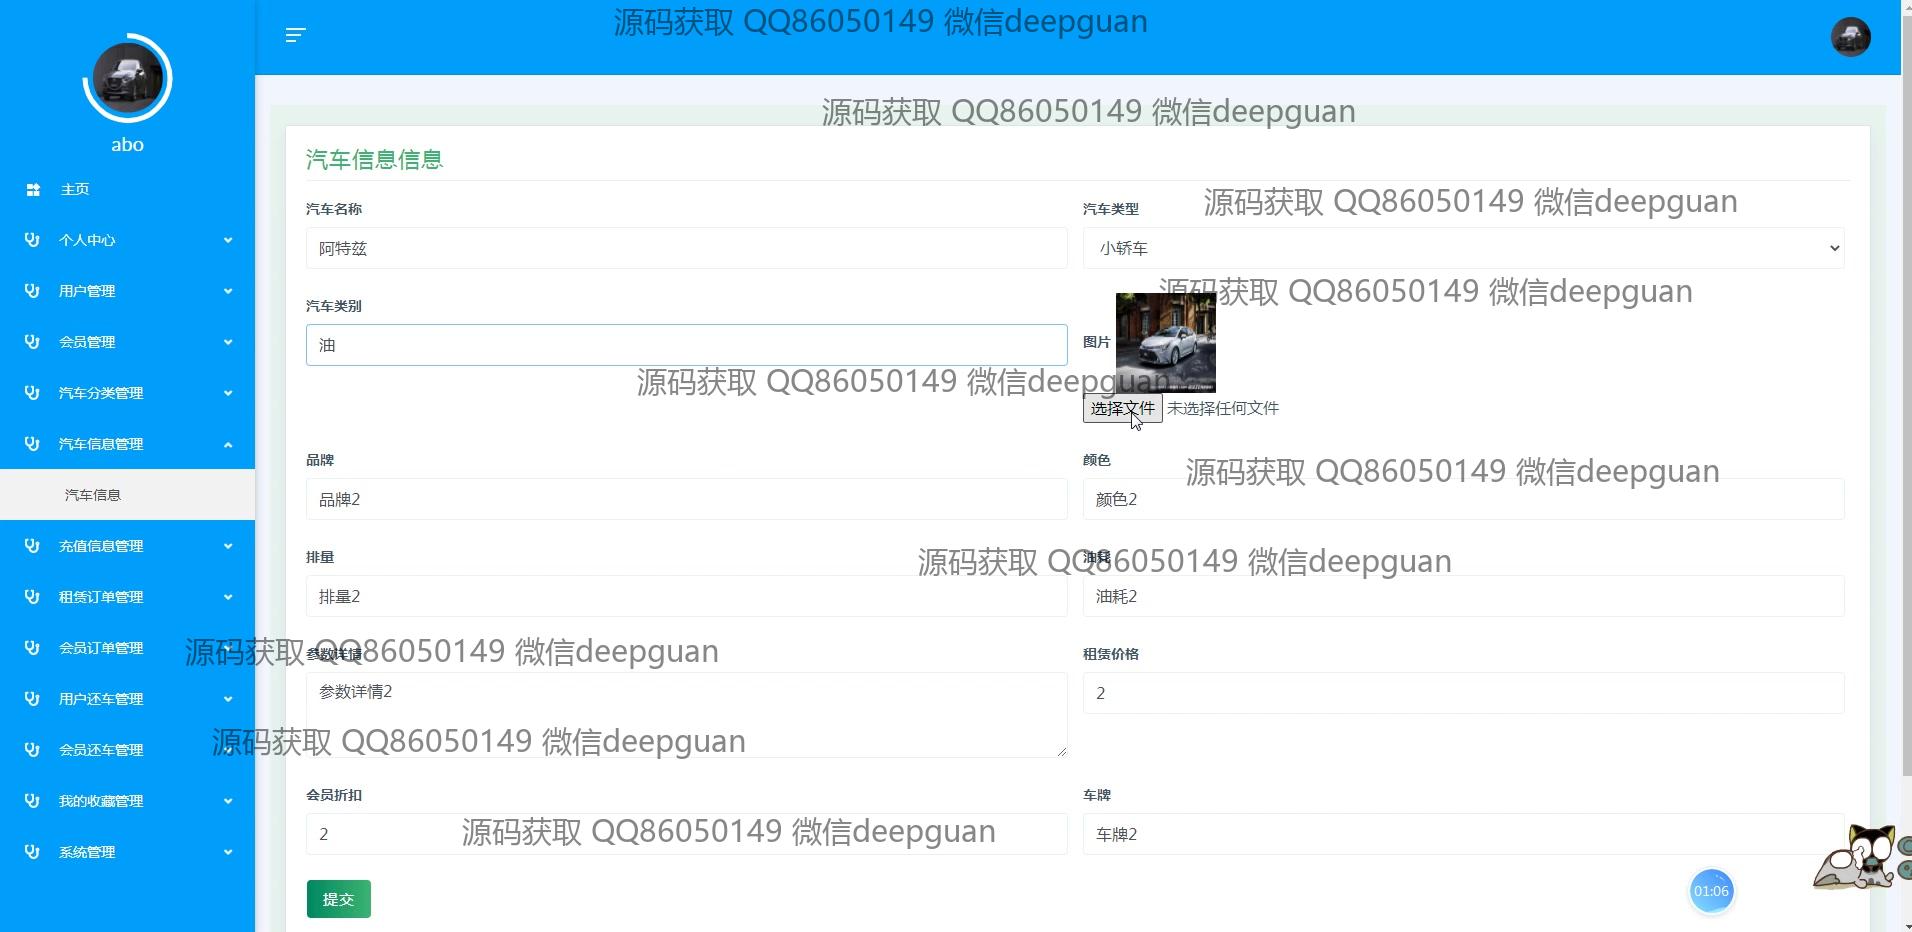 源码获取 QQ86050149 微信deepguan
abo
源码获取 QQ86050149 微信deepguan
汽车信息信息
主页
源码获取 QQ86050149 微信deepguan
汽车名称
汽车类型
个人中心
阿特兹
小轿车
用户管理
源码获取 QQ86050149 微信deepguan
汽车类别
会员管理
油
图片
源码获取 QQ86050149 微信deepguan
汽车分类管理
选择文件 未选择任何文件
汽车信息管理
品牌
颜色
源码获取 QQ86050149 微信deepguan
汽车信息
品牌2
颜色2
充值信息管理
排量
油耗
源码获取 QQ86050149 微信deepguan
租赁订单管理
排量2
油耗2
会员订单管理
源码获取 QQ86050149 微信deepguan
参数详情
租赁价格
用户还车管理
参数详情2
2
会员还车管理
源码获取 QQ86050149 微信deepguan
我的收藏管理
会员折扣
车牌
2
源码获取 QQ86050149 微信deepguan
车牌2
系统管理
提交
01:06